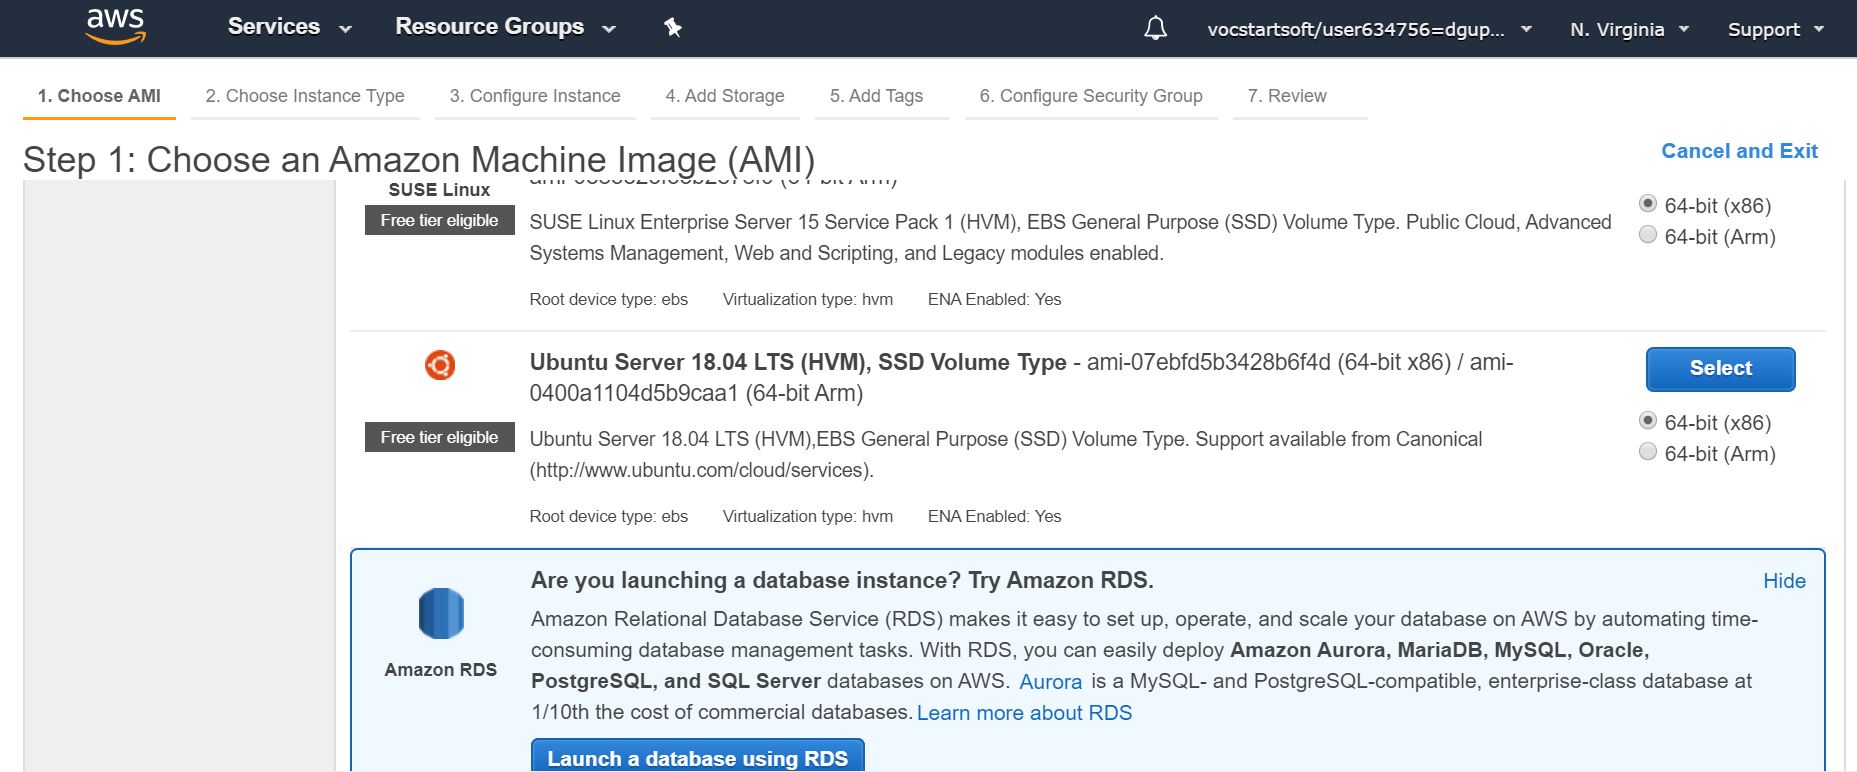 aws Services Resource Groups vocstartsoft/user634756=dgup... N. Virginia Support
1. Choose AMI 2. Choose Instance Type 3. Configure Instance 4. Add Storage 5. Add Tags 6. Configure Security Group 7. Review
Step 1: Choose an Amazon Machine Image (AMI)
Cancel and Exit
SUSE Linux
Free tier eligible
SUSE Linux Enterprise Server 15 Service Pack 1 (HVM), EBS General Purpose (SSD) Volume Type. Public Cloud, Advanced
Systems Management, Web and Scripting, and Legacy modules enabled.
64-bit (x86)
64-bit (Arm)
Root device type: ebs Virtualization type: hvm ENA Enabled: Yes
Ubuntu Server 18.04 LTS (HVM), SSD Volume Type - ami-07ebfd5b3428b6f4d (64-bit x86) / ami-
0400a1104d5b9caa1 (64-bit Arm)
Select
Free tier eligible
Ubuntu Server 18.04 LTS (HVM),EBS General Purpose (SSD) Volume Type. Support available from Canonical
(http://www.ubuntu.com/cloud/services).
64-bit (x86)
64-bit (Arm)
Root device type: ebs Virtualization type: hvm ENA Enabled: Yes
Are you launching a database instance? Try Amazon RDS.
Hide
Amazon RDS
Amazon Relational Database Service (RDS) makes it easy to set up, operate, and scale your database on AWS by automating time-
consuming database management tasks. With RDS, you can easily deploy Amazon Aurora, MariaDB, MySQL, Oracle,
PostgreSQL, and SQL Server databases on AWS. Aurora is a MySQL- and PostgreSQL-compatible, enterprise-class database at
1/10th the cost of commercial databases. Learn more about RDS
Launch a database using RDS